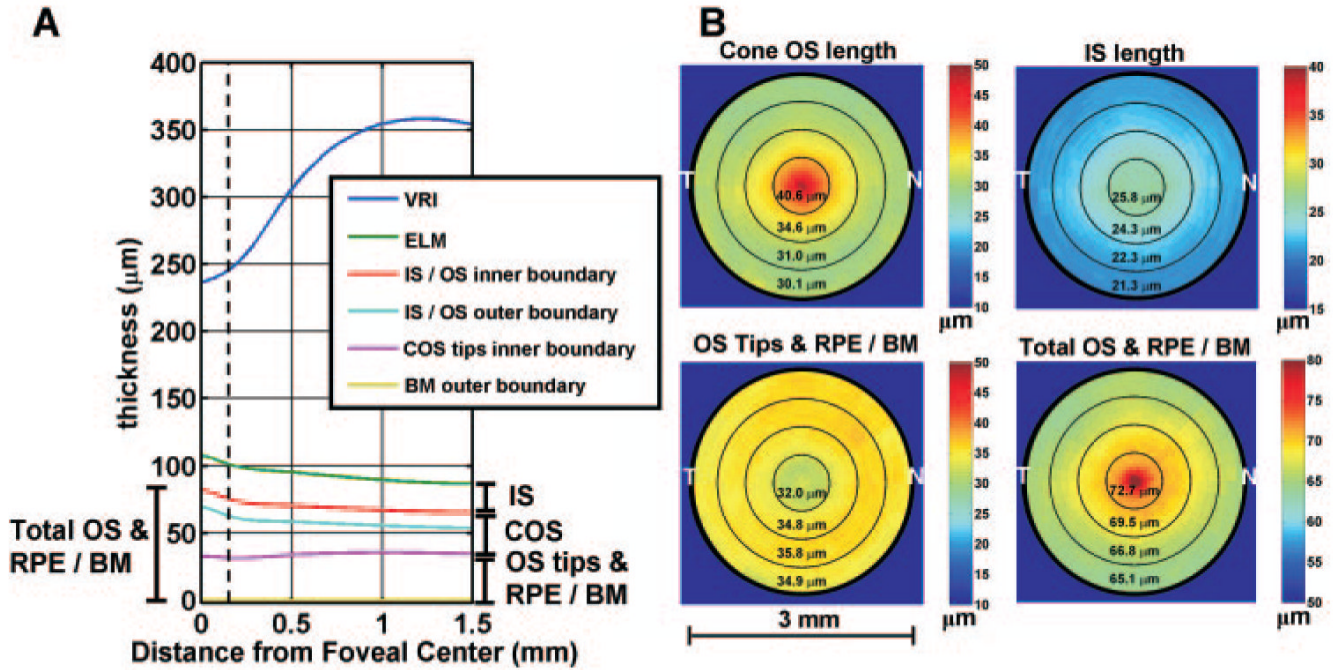 A
400
350
300
250
200
150
100
50
0
thickness (μm)
0 0.5 1 1.5
Distance from Foveal Center (mm)
VRI
ELM
IS / OS inner boundary
IS / OS outer boundary
COS tips inner boundary
BM outer boundary
Total OS &
RPE / BM
IS
COS
OS tips &
RPE / BM
B
Cone OS length
T
N
40.6 μm
34.6 μm
31.0 μm
30.1 μm
50
45
40
35
30
25
20
15
10
μm
IS length
T
N
25.8 μm
24.3 μm
22.3 μm
21.3 μm
40
35
30
25
20
15
μm
OS Tips & RPE / BM
T
N
32.0 μm
34.8 μm
35.8 μm
34.9 μm
50
45
40
35
30
25
20
15
10
μm
Total OS & RPE / BM
T
N
72.7 μm
69.5 μm
66.8 μm
65.1 μm
80
75
70
65
60
55
50
μm
3 mm